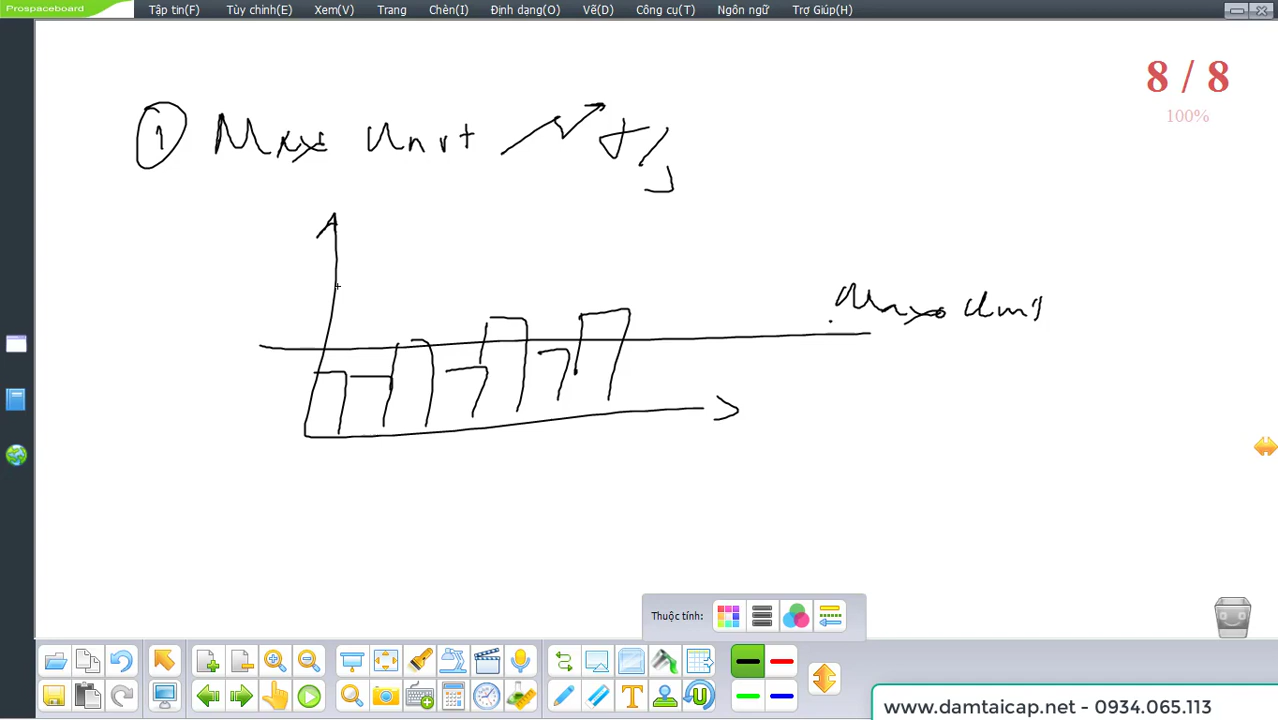 Prospaceboard Tập tin(F) Tùy chỉnh(E) Xem(V) Trang Chèn(I) Định dạng(O) Vẽ(D) Công cụ(T) Ngôn ngữ Trợ Giúp(H)
8 / 8
100%
① Max Unit
Max Unit
Thuộc tính:
www.damtaicap.net - 0934.065.113